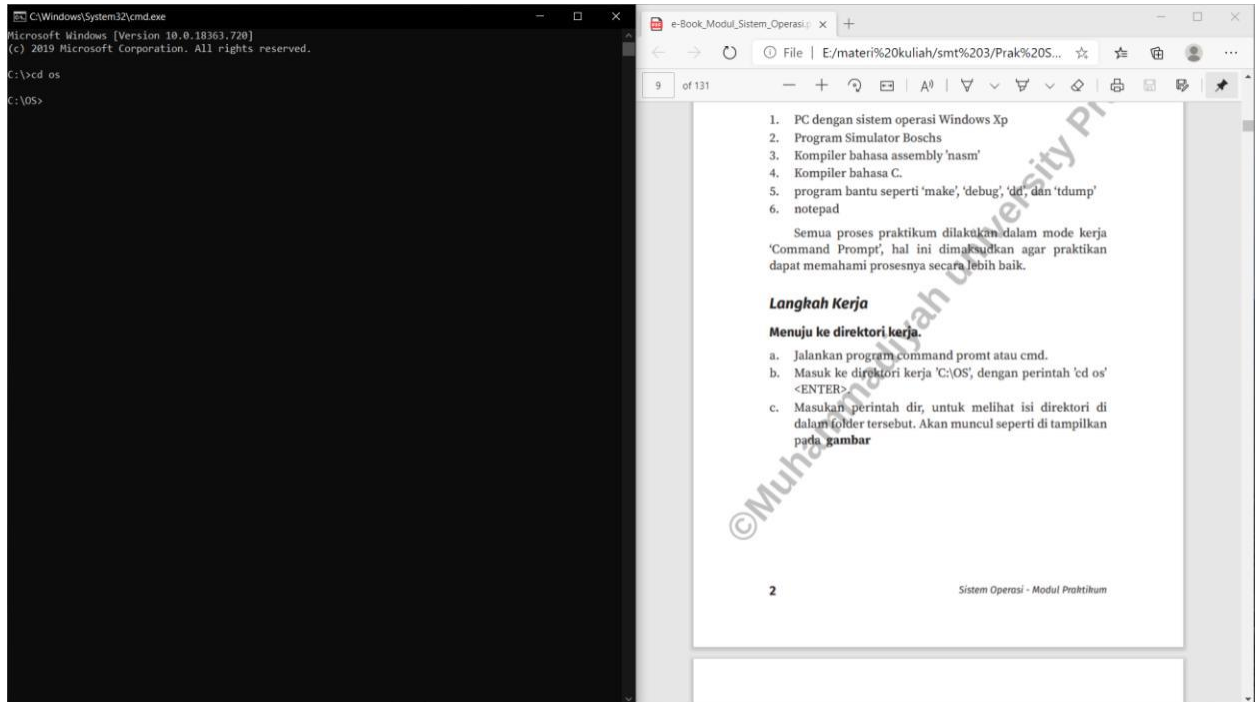 C:\Windows\System32\cmd.exe
Microsoft Windows [Version 10.0.18363.720]
(c) 2019 Microsoft Corporation. All rights reserved.
C:\>cd os
C:\OS>
e-Book_Modul_Sistem_Operasi.p
File | E:/materi%20kuliah/smt%203/Prak%20S...
9 of 131
1. PC dengan sistem operasi Windows Xp
2. Program Simulator Boschs
3. Kompiler bahasa assembly 'nasm'
4. Kompiler bahasa C.
5. program bantu seperti 'make', 'debug', 'dd', dan 'tdump'
6. notepad
Semua proses praktikum dilakukan dalam mode kerja
'Command Prompt', hal ini dimaksudkan agar praktikan
dapat memahami prosesnya secara lebih baik.
Langkah Kerja
Menuju ke direktori kerja.
a. Jalankan program command promt atau cmd.
b. Masuk ke direktori kerja 'C:\OS', dengan perintah 'cd os'
<ENTER>.
c. Masukan perintah dir, untuk melihat isi direktori di
dalam folder tersebut. Akan muncul seperti di tampilkan
pada gambar
©Muhammadiyah university Pr
2 Sistem Operasi - Modul Praktikum